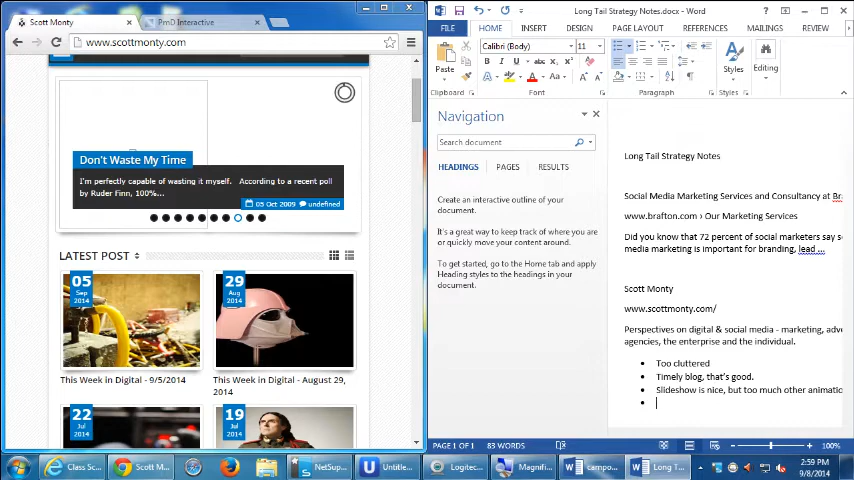 Scott Monty
PmD Interactive
Long Tail Strategy Notes.docx - Word
www.scottmonty.com
FILE HOME INSERT DESIGN PAGE LAYOUT REFERENCES MAILINGS REVIEW
Calibri (Body) 11
Paste
Styles
Editing
Clipboard Font Paragraph Styles
Don't Waste My Time
I'm perfectly capable of wasting it myself. According to a recent poll
by Ruder Finn, 100%...
05 Oct 2009 undefined
LATEST POST
05
Sep
2014
29
Aug
2014
This Week in Digital - 9/5/2014
This Week in Digital - August 29,
2014
22
Jul
2014
19
Jul
2014
Navigation
Search document
HEADINGS PAGES RESULTS
Create an interactive outline of your
document.
It's a great way to keep track of where you are
or quickly move your content around.
To get started, go to the Home tab and apply
Heading styles to the headings in your
document.
Long Tail Strategy Notes
Social Media Marketing Services and Consultancy at Bra
www.brafton.com › Our Marketing Services
Did you know that 72 percent of social marketers say s
media marketing is important for branding, lead ...
Scott Monty
www.scottmonty.com/
Perspectives on digital & social media - marketing, adve
agencies, the enterprise and the individual.
• Too cluttered
• Timely blog, that's good.
• Slideshow is nice, but too much other animatio
•
PAGE 1 OF 1 83 WORDS 100%
Class Sc...
Scott M...
NetSup...
Untitle...
Logitec...
Magnifi...
campo...
Long T...
2:59 PM
9/8/2014